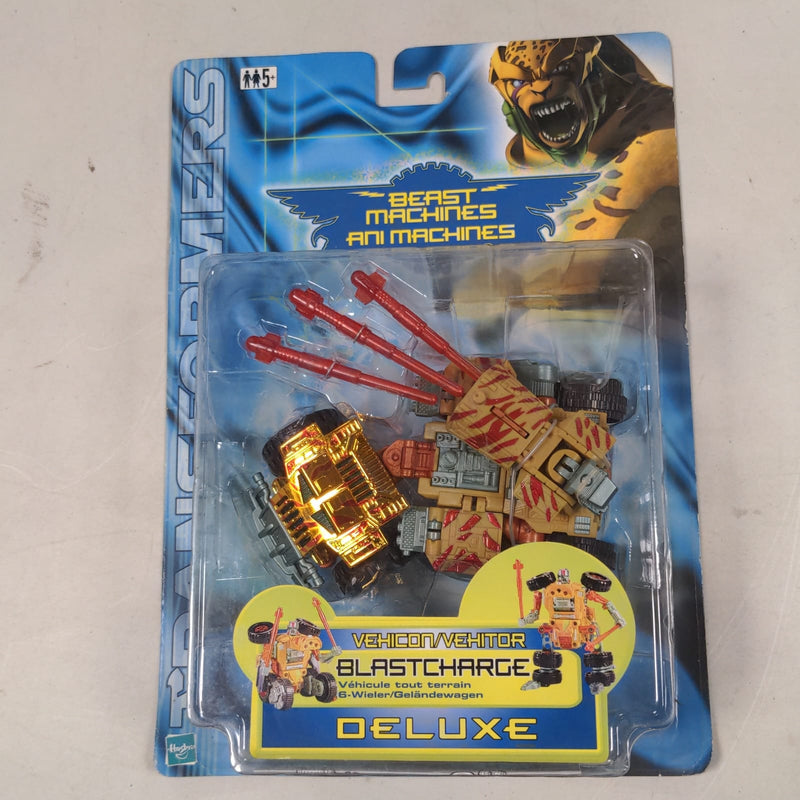 5+
TRANSFORMERS
BEAST
MACHINES
ANI MACHINES
VEHICON/VEHITOR
BLASTCHARGE
Véhicule tout terrain
6-Wieler/Geländewagen
DELUXE
Hasbro